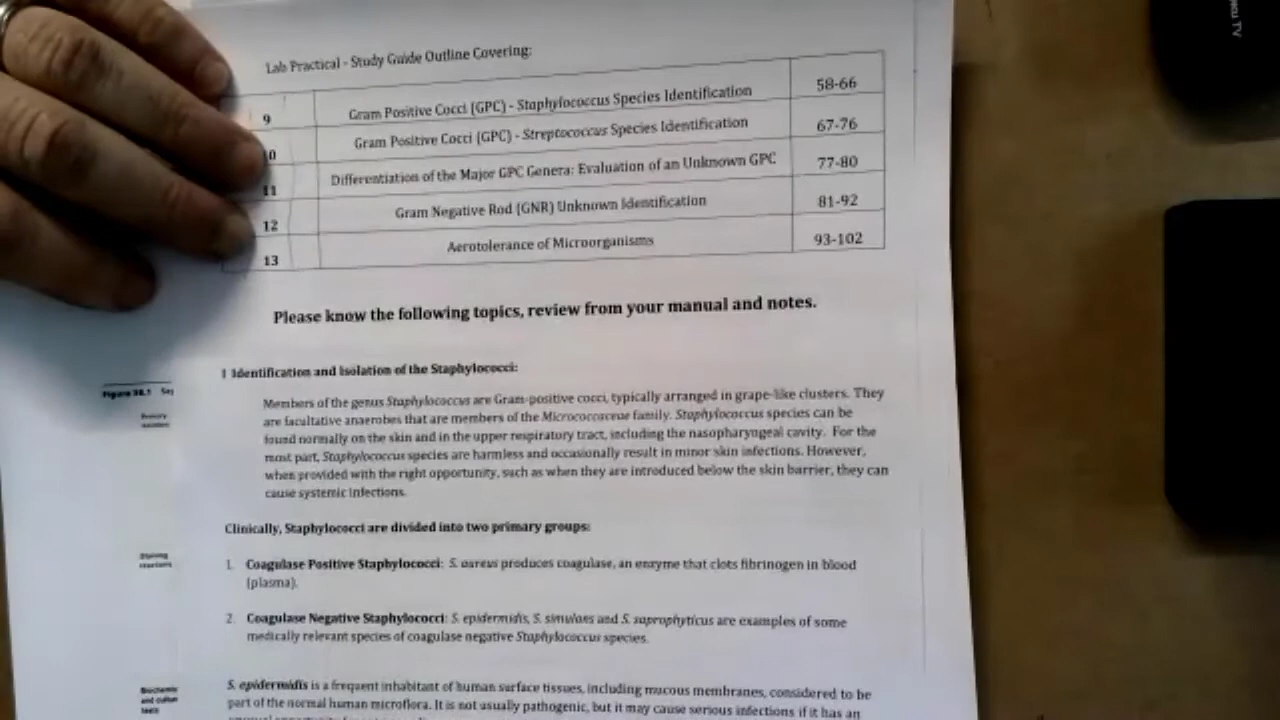 Lab Practical - Study Guide Outline Covering:
9 Gram Positive Cocci (GPC) - Staphylococcus Species Identification 58-66
10 Gram Positive Cocci (GPC) - Streptococcus Species Identification 67-76
11 Differentiation of the Major GPC Genera: Evaluation of an Unknown GPC 77-80
12 Gram Negative Rod (GNR) Unknown Identification 81-92
13 Aerotolerance of Microorganisms 93-102
Please know the following topics, review from your manual and notes.
I Identification and Isolation of the Staphylococci:
Members of the genus Staphylococcus are Gram-positive cocci, typically arranged in grape-like clusters. They
are facultative anaerobes that are members of the Micrococcaceae family. Staphylococcus species can be
found normally on the skin and in the upper respiratory tract, including the nasopharyngeal cavity. For the
most part, Staphylococcus species are harmless and occasionally result in minor skin infections. However,
when provided with the right opportunity, such as when they are introduced below the skin barrier, they can
cause systemic infections.
Clinically, Staphylococci are divided into two primary groups:
1. Coagulase Positive Staphylococci: S. aureus produces coagulase, an enzyme that clots fibrinogen in blood
(plasma).
2. Coagulase Negative Staphylococci: S. epidermidis, S. simulans and S. saprophyticus are examples of some
medically relevant species of coagulase negative Staphylococcus species.
S. epidermidis is a frequent inhabitant of human surface tissues, including mucous membranes, considered to be
part of the normal human microflora. It is not usually pathogenic, but it may cause serious infections if it has an
Figure
Staining
reactions
TV